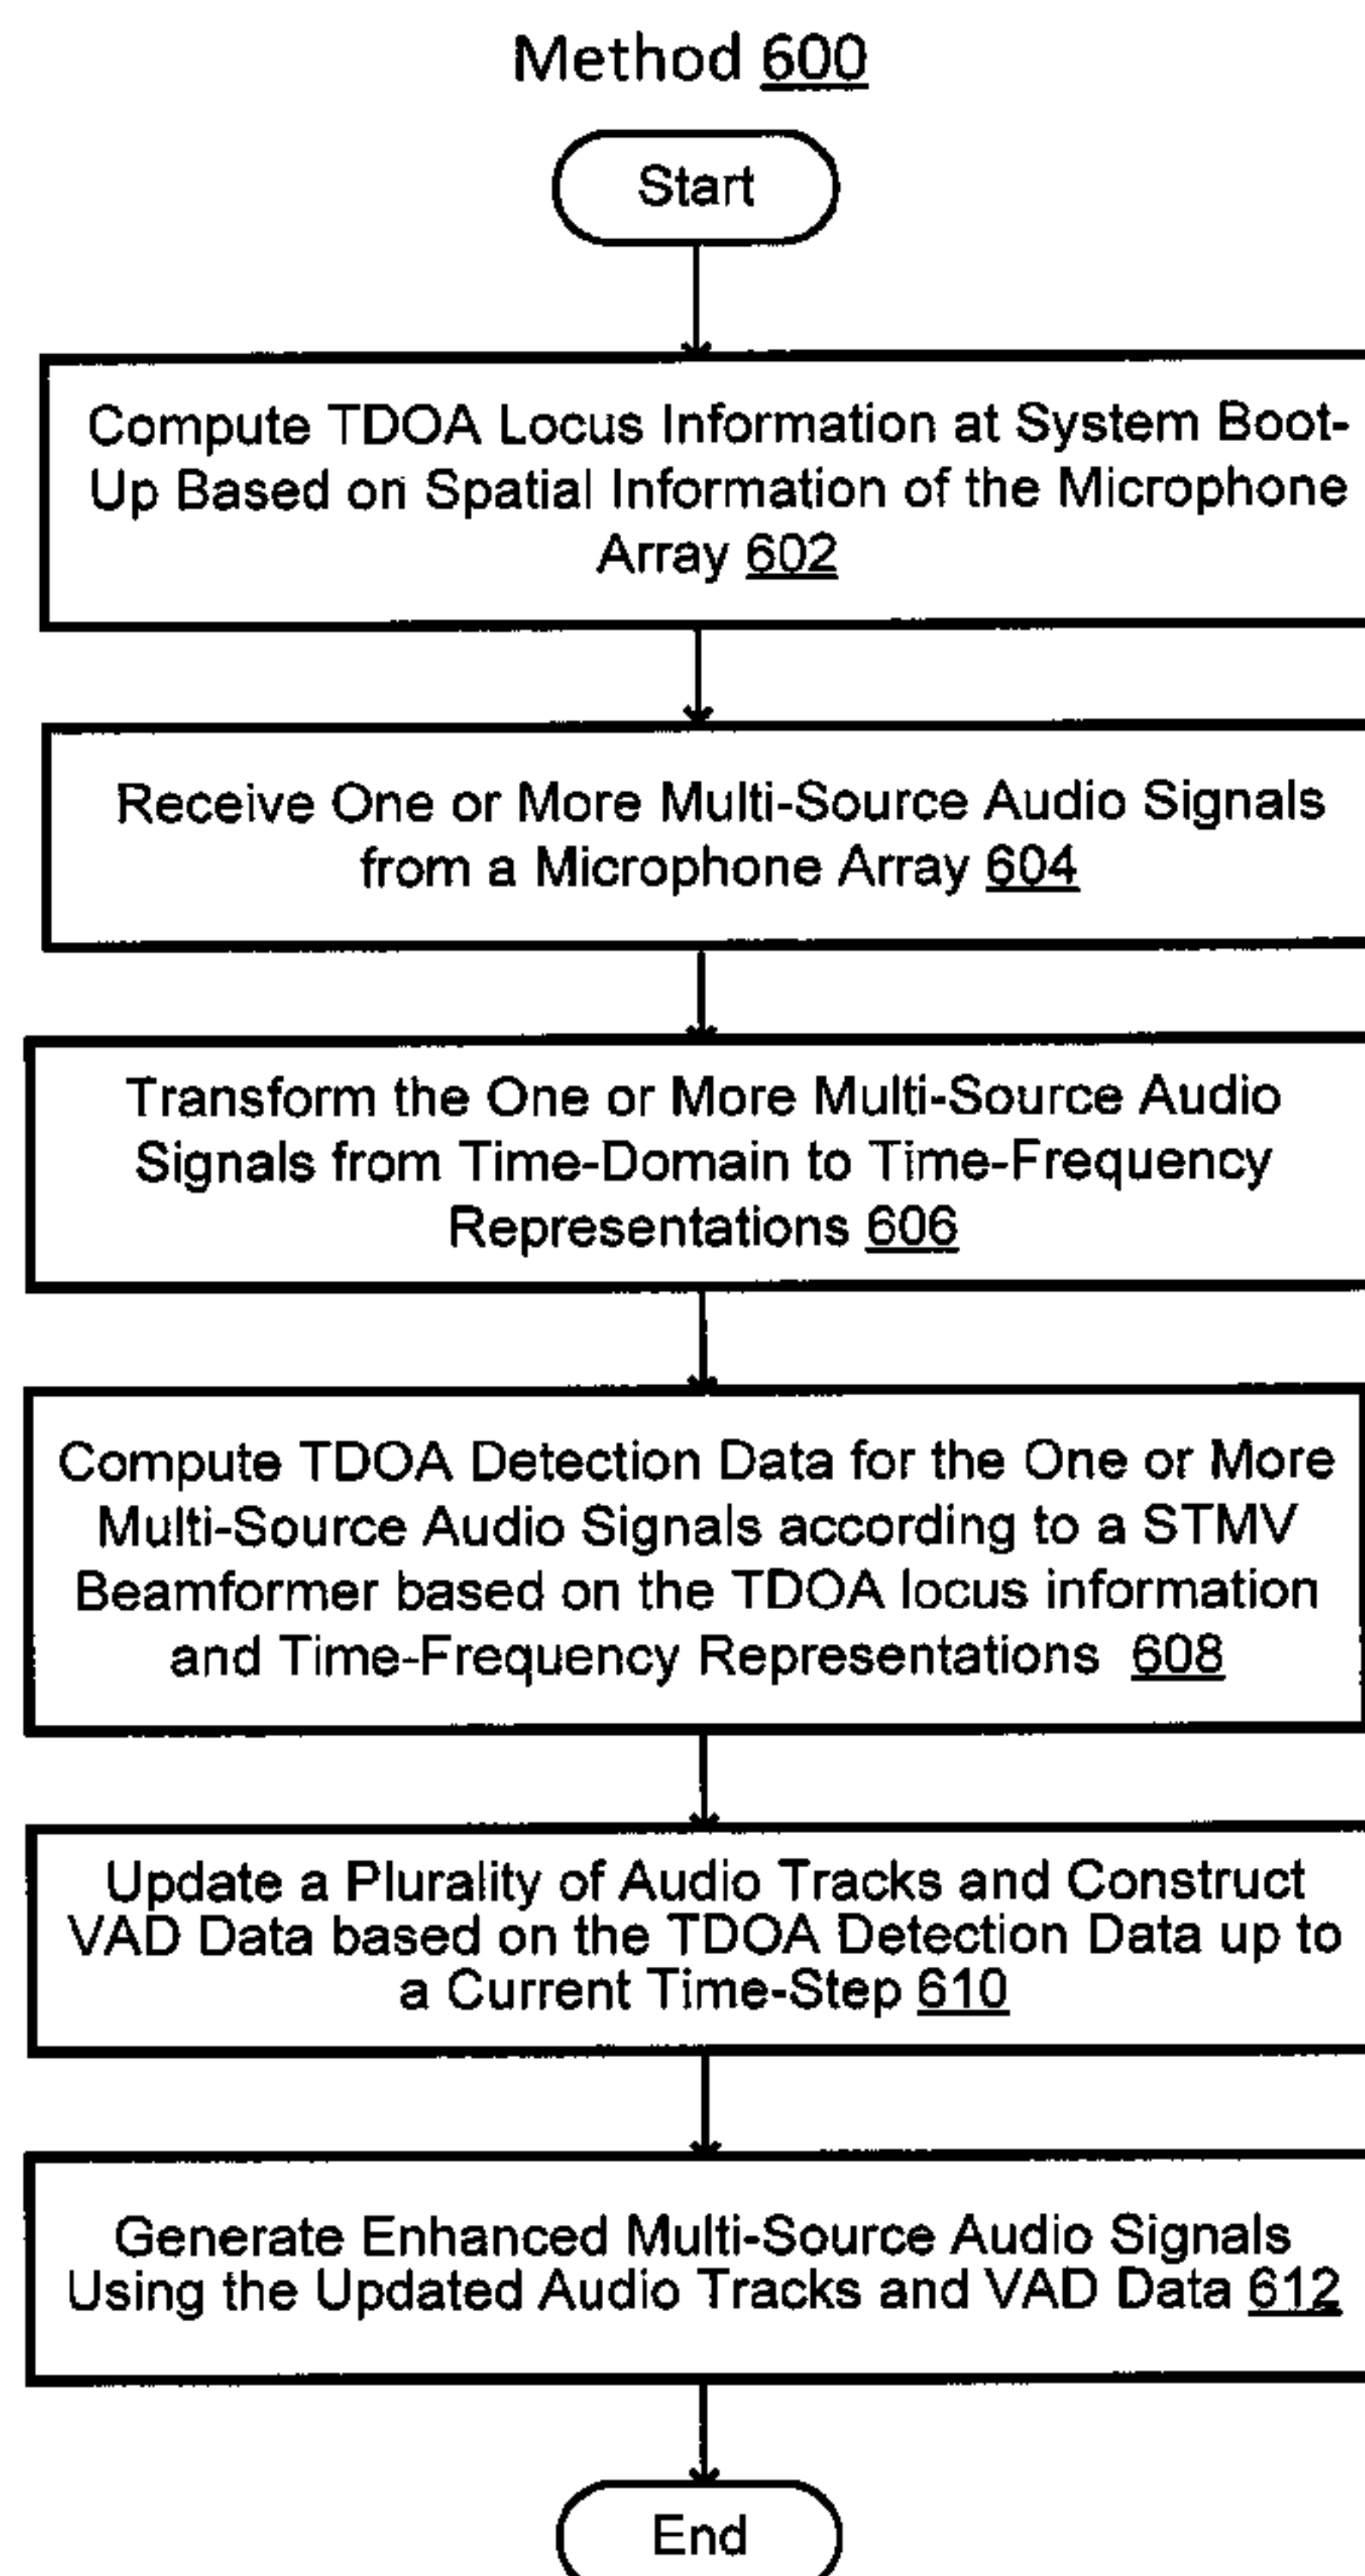 Method 600
Start
Compute TDOA Locus Information at System Boot-
Up Based on Spatial Information of the Microphone
Array 602
Receive One or More Multi-Source Audio Signals
from a Microphone Array 604
Transform the One or More Multi-Source Audio
Signals from Time-Domain to Time-Frequency
Representations 606
Compute TDOA Detection Data for the One or More
Multi-Source Audio Signals according to a STMV
Beamformer based on the TDOA locus information
and Time-Frequency Representations 608
Update a Plurality of Audio Tracks and Construct
VAD Data based on the TDOA Detection Data up to
a Current Time-Step 610
Generate Enhanced Multi-Source Audio Signals
Using the Updated Audio Tracks and VAD Data 612
End